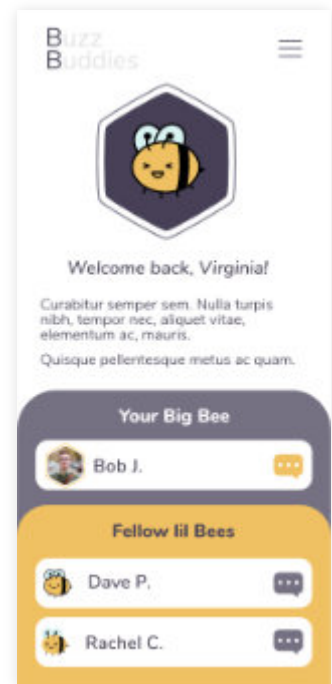 Buzz
Buddies
Welcome back, Virginia!
Curabitur semper sem. Nulla turpis
nibh, tempor nec, aliquet vitae,
elementum ac, mauris.
Quisque pellentesque metus ac quam.
Your Big Bee
Bob J.
Fellow lil Bees
Dave P.
Rachel C.